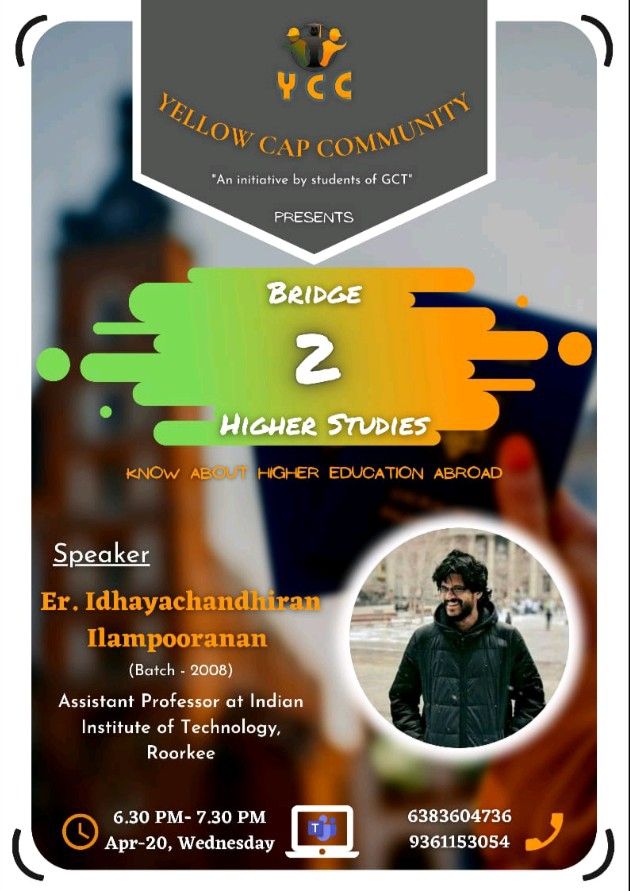 YCC
YELLOW CAP COMMUNITY
"An initiative by students of GCT"
PRESENTS
BRIDGE
2
HIGHER STUDIES
KNOW ABOUT HIGHER EDUCATION ABROAD
Speaker
Er. Idhayachandhiran
Ilampooranan
(Batch - 2008)
Assistant Professor at Indian
Institute of Technology,
Roorkee
6.30 PM- 7.30 PM
Apr-20, Wednesday
T
6383604736
9361153054